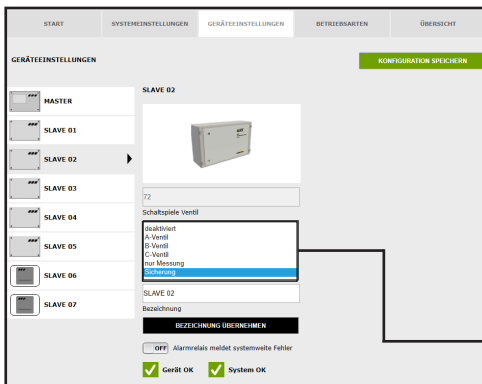 START SYSTEMEINSTELLUNGEN GERÄTEEINSTELLUNGEN BETRIEBSARTEN ÜBERSICHT
GERÄTEEINSTELLUNGEN
KONFIGURATION SPEICHERN
MASTER
SLAVE 01
SLAVE 02
SLAVE 03
SLAVE 04
SLAVE 05
SLAVE 06
SLAVE 07
SLAVE 02
72
Schaltspiele Ventil
deaktiviert
A-Ventil
B-Ventil
C-Ventil
nur Messung
Sicherung
SLAVE 02
Bezeichnung
BEZEICHNUNG ÜBERNEHMEN
OFF Alarmrelais meldet systemweite Fehler
Gerät OK System OK